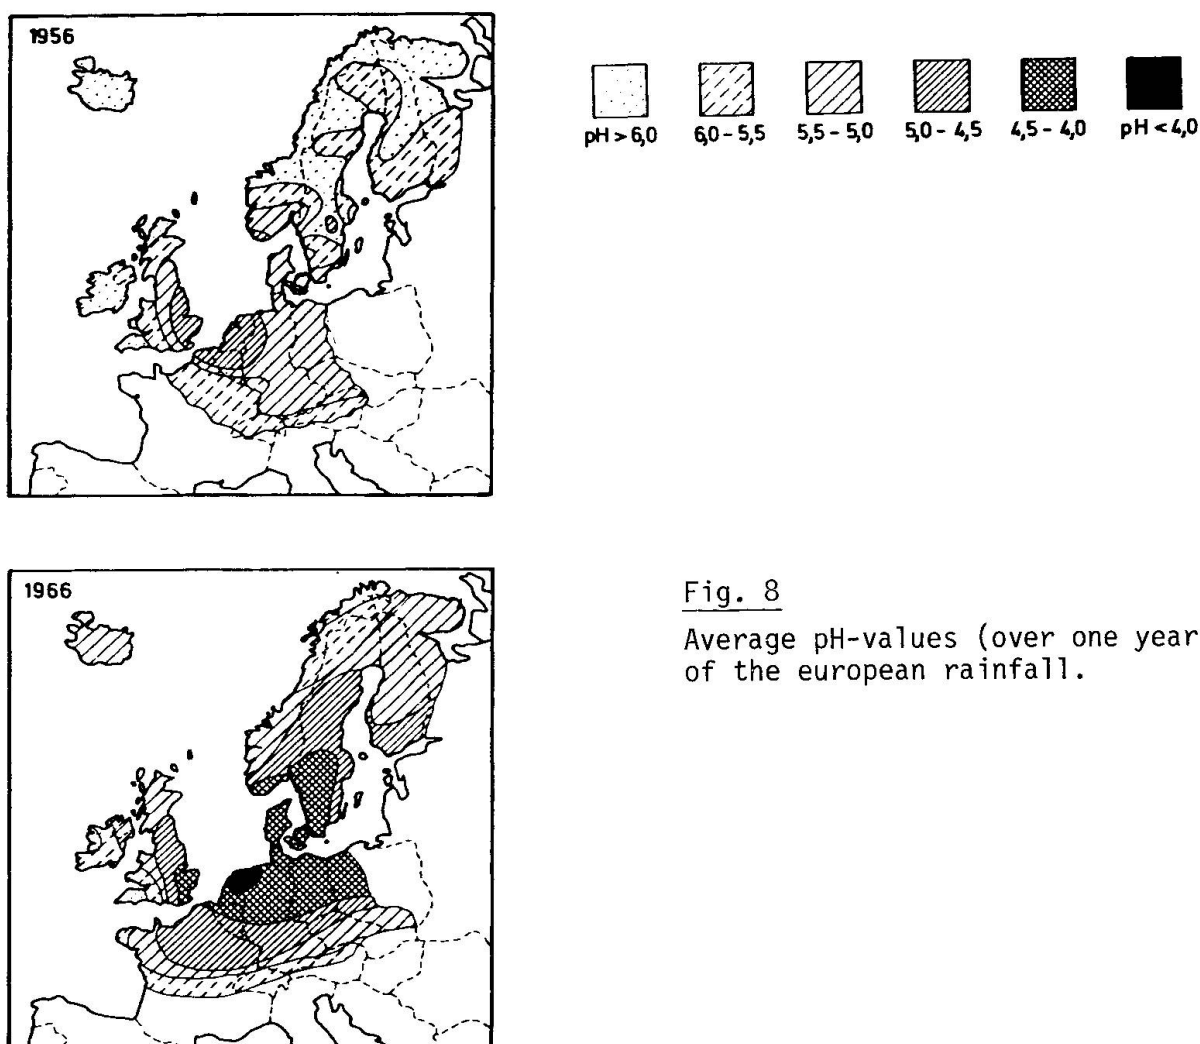 1956
pH > 6,0 6,0 - 5,5 5,5 - 5,0 5,0 - 4,5 4,5 - 4,0 pH < 4,0
1966
Fig. 8
Average pH-values (over one year
of the european rainfall.